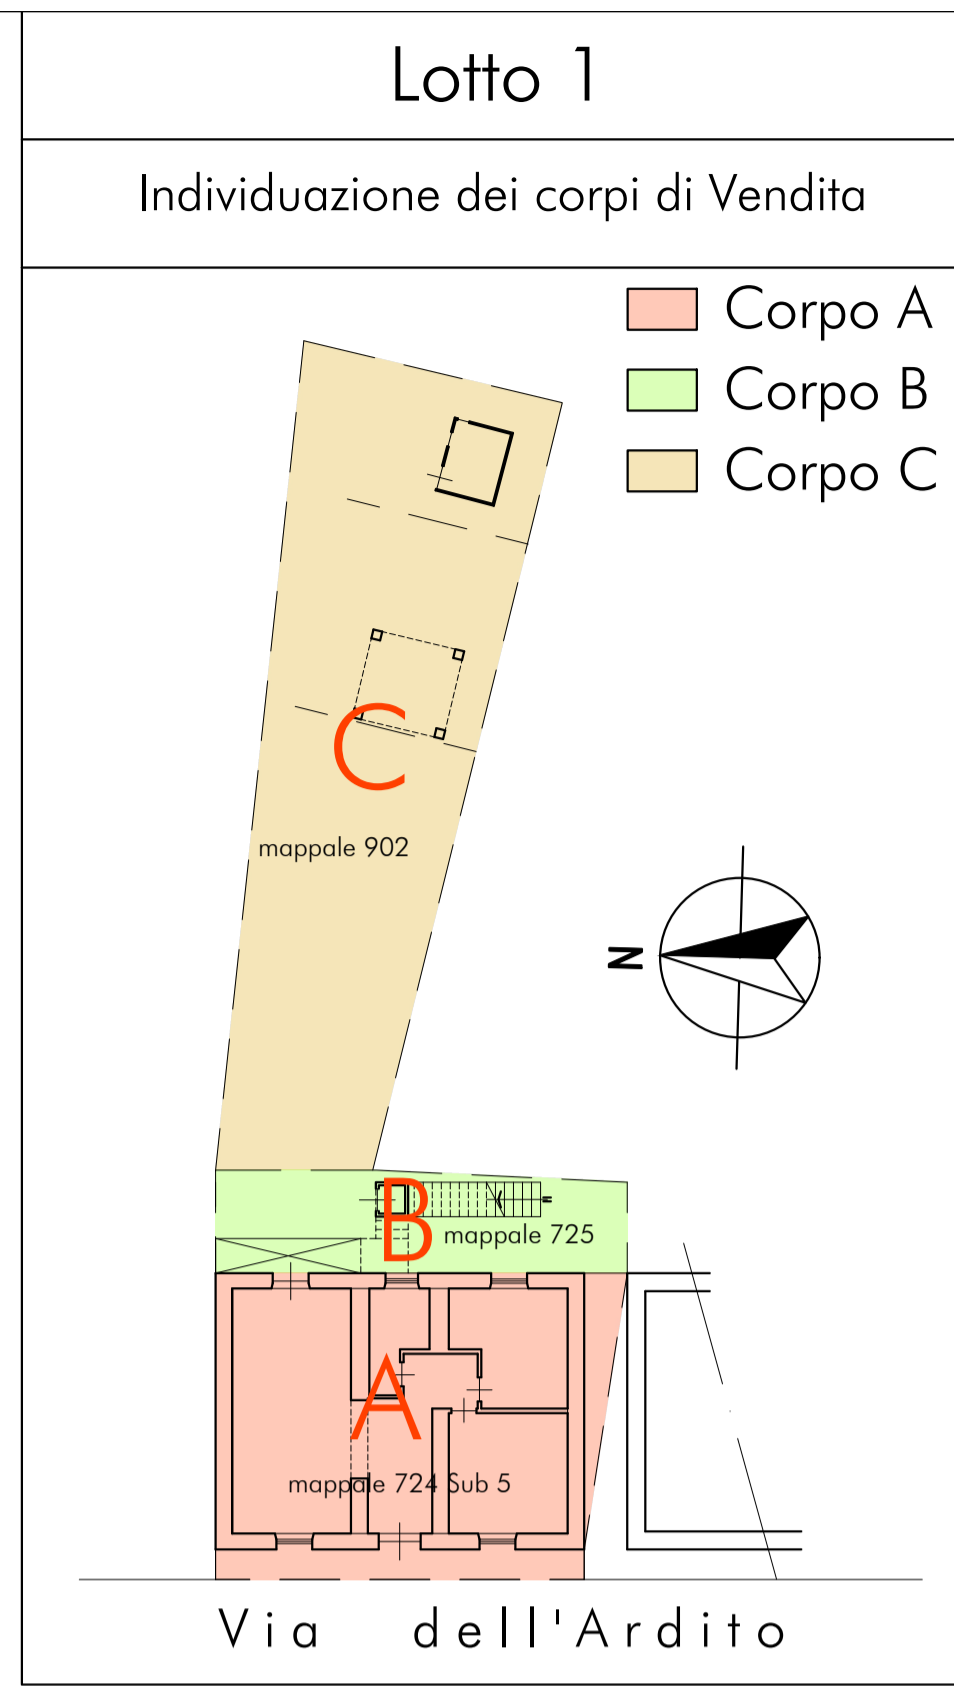 Lotto 1
Individuazione dei corpi di Vendita
Corpo A
Corpo B
Corpo C
C
mappale 902
N
B
mappale 725
A
mappale 724 Sub 5
Via dell'Ardito